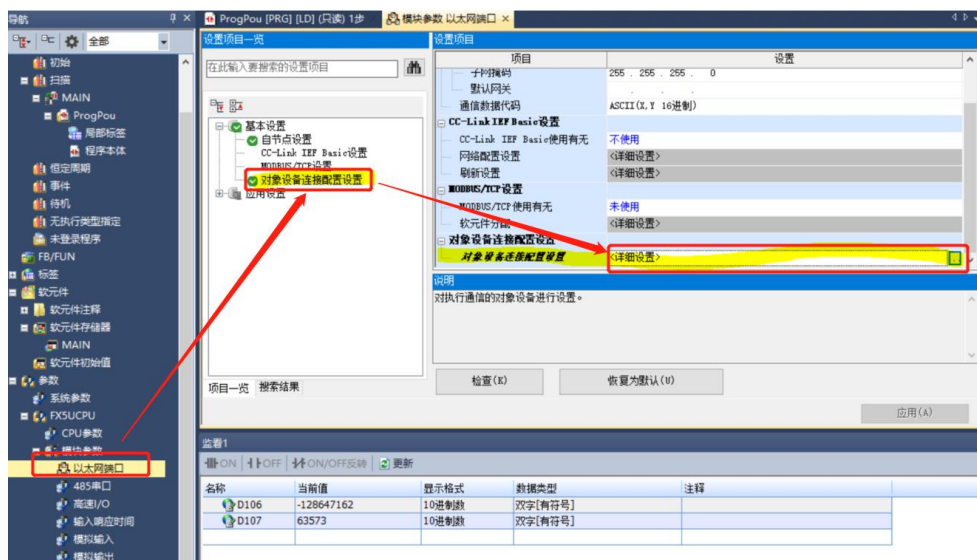 导航
全部
初始
扫描
MAIN
ProgPou
局部标签
程序本体
恒定周期
事件
待机
无执行类型指定
未登录程序
FB/FUN
标签
软元件
软元件注释
软元件存储器
MAIN
软元件初始值
参数
系统参数
FX5UCPU
CPU参数
模块参数
以太网端口
485串口
高速I/O
输入响应时间
模拟输入
模拟输出
ProgPou [PRG] [LD] (只读) 1步
模块参数 以太网端口
设置项目一览
在此输入要搜索的设置项目
基本设置
自节点设置
CC-Link IEF Basic设置
MODBUS/TCP设置
对象设备连接配置设置
应用设置
项目一览 搜索结果
设置项目
项目 设置
子网掩码 255 . 255 . 255 . 0
默认网关 . . .
通信数据代码 ASCII(X,Y 16进制)
CC-Link IEF Basic设置
CC-Link IEF Basic使用有无 不使用
网络配置设置 <详细设置>
刷新设置 <详细设置>
MODBUS/TCP设置
MODBUS/TCP使用有无 未使用
软元件分配 <详细设置>
对象设备连接配置设置
对象设备连接配置设置 <详细设置>
说明
对执行通信的对象设备进行设置。
检查(K) 恢复为默认(U)
应用(A)
监看1
ON OFF ON/OFF反转 更新
名称 当前值 显示格式 数据类型 注释
D106 -128647162 10进制数 双字[有符号]
D107 63573 10进制数 双字[有符号]